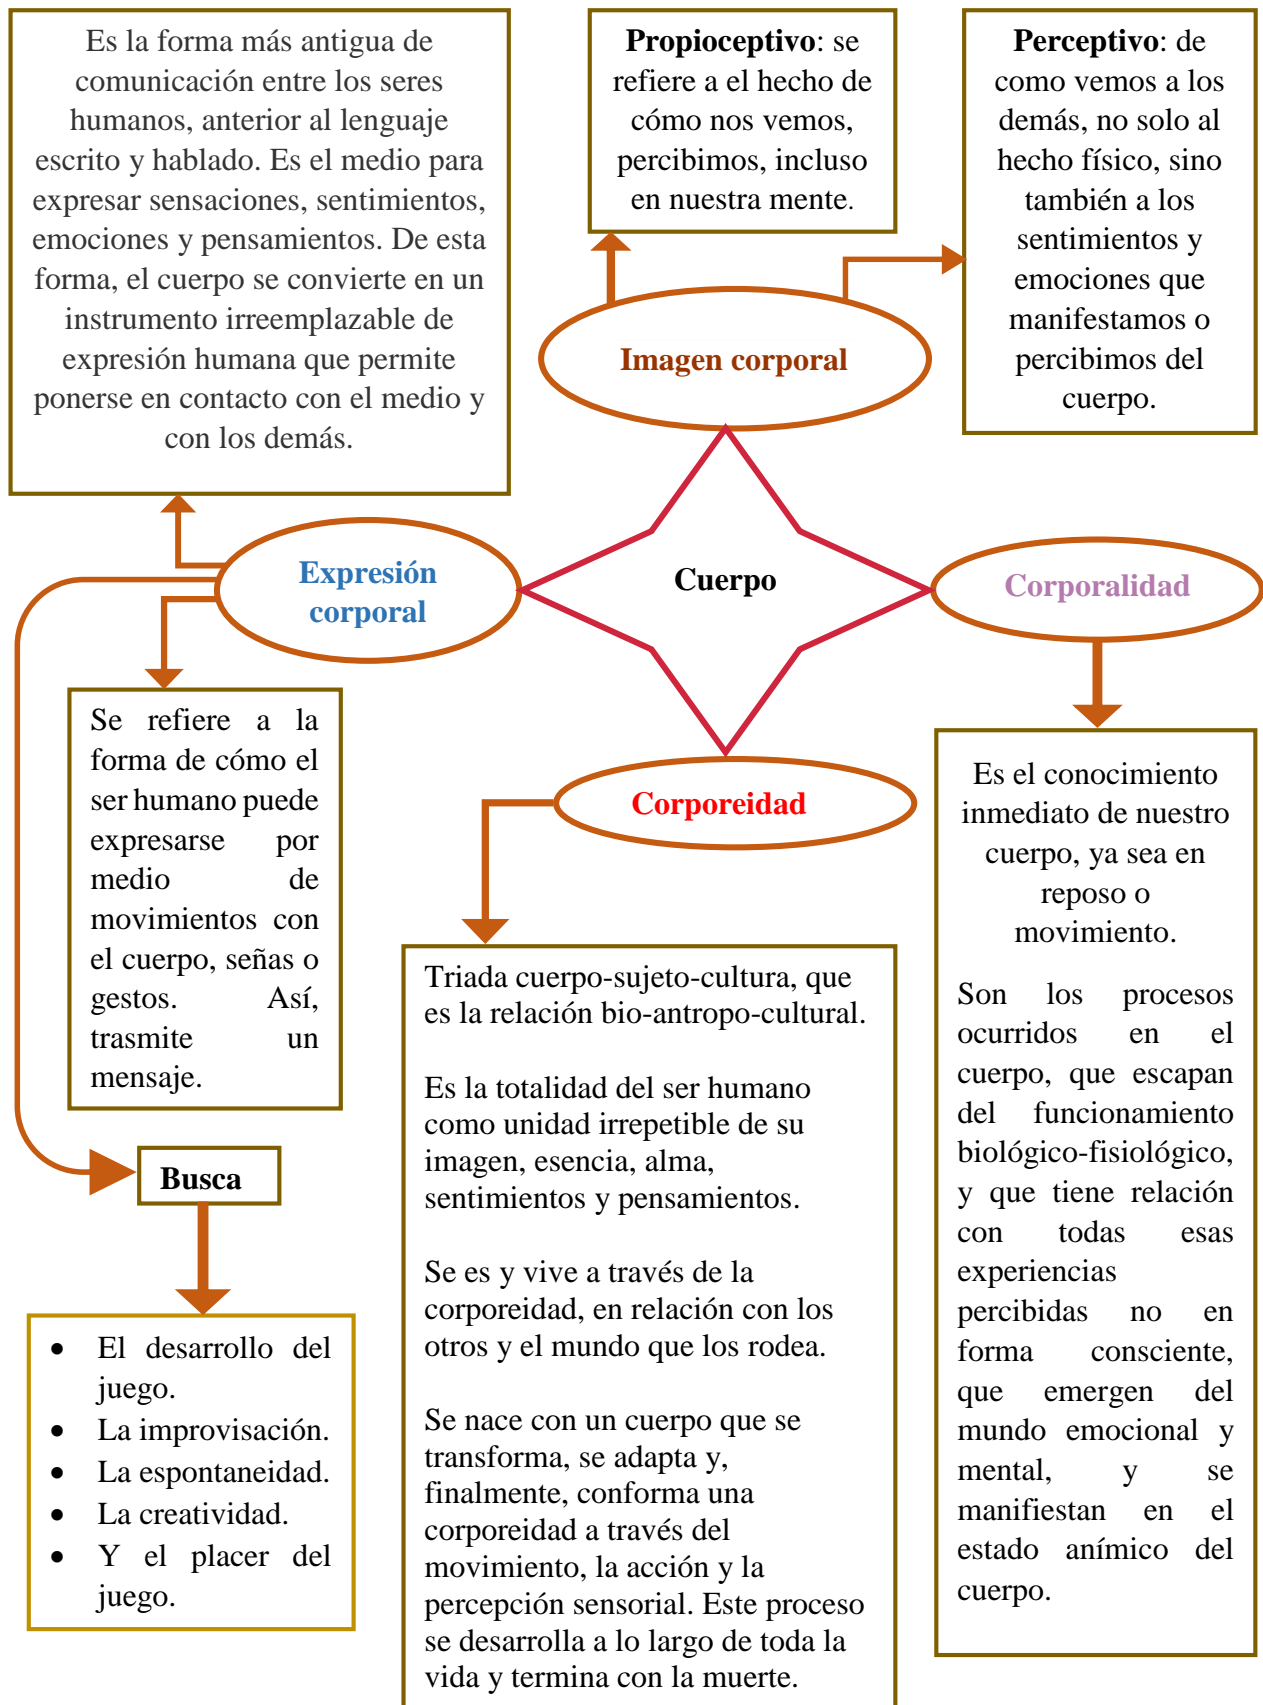 Es la forma más antigua de
comunicación entre los seres
humanos, anterior al lenguaje
escrito y hablado. Es el medio para
expresar sensaciones, sentimientos,
emociones y pensamientos. De esta
forma, el cuerpo se convierte en un
instrumento irreemplazable de
expresión humana que permite
ponerse en contacto con el medio y
con los demás.
Propioceptivo: se
refiere a el hecho de
cómo nos vemos,
percibimos, incluso
en nuestra mente.
Perceptivo: de
como vemos a los
demás, no solo al
hecho físico, sino
también a los
sentimientos y
emociones que
manifestamos o
percibimos del
cuerpo.
Imagen corporal
Expresión
corporal
Cuerpo
Corporalidad
Corporeidad
Se refiere a la
forma de cómo el
ser humano puede
expresarse por
medio de
movimientos con
el cuerpo, señas o
gestos. Así,
trasmite un
mensaje.
Busca
• El desarrollo del
juego.
• La improvisación.
• La espontaneidad.
• La creatividad.
• Y el placer del
juego.
Triada cuerpo-sujeto-cultura, que
es la relación bio-antropo-cultural.
Es la totalidad del ser humano
como unidad irrepetible de su
imagen, esencia, alma,
sentimientos y pensamientos.
Se es y vive a través de la
corporeidad, en relación con los
otros y el mundo que los rodea.
Se nace con un cuerpo que se
transforma, se adapta y,
finalmente, conforma una
corporeidad a través del
movimiento, la acción y la
percepción sensorial. Este proceso
se desarrolla a lo largo de toda la
vida y termina con la muerte.
Es el conocimiento
inmediato de nuestro
cuerpo, ya sea en
reposo o
movimiento.
Son los procesos
ocurridos en el
cuerpo, que escapan
del funcionamiento
biológico-fisiológico,
y que tiene relación
con todas esas
experiencias
percibidas no en
forma consciente,
que emergen del
mundo emocional y
mental, y se
manifiestan en el
estado anímico del
cuerpo.